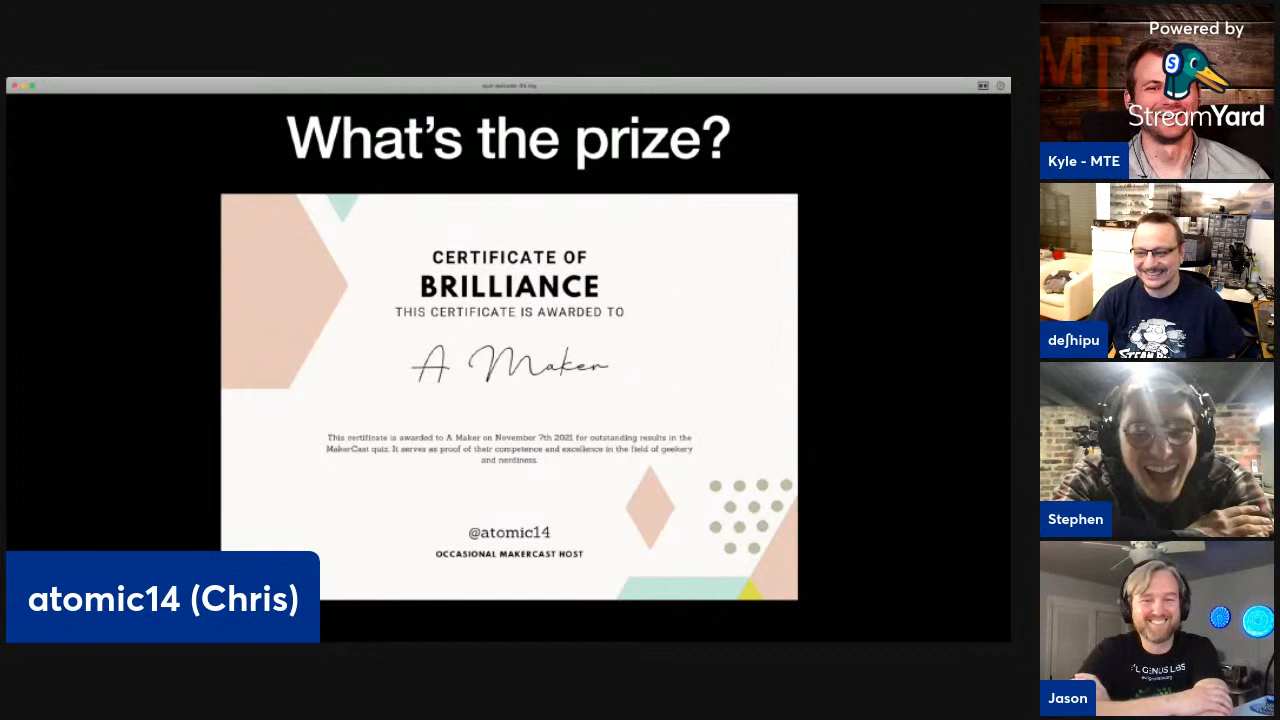 What's the prize?
CERTIFICATE OF
BRILLIANCE
THIS CERTIFICATE IS AWARDED TO
A Maker
This certificate is awarded to A Maker on November 7th 2021 for outstanding results in the
MakerCast quiz. It serves as proof of their competence and excellence in the field of geekery
and nerdiness
@atomic14
OCCASIONAL MAKERCAST HOST
atomic14 (Chris)
Powered by
StreamYard
MT
Kyle - MTE
deʃhipu
Stephen
Jason